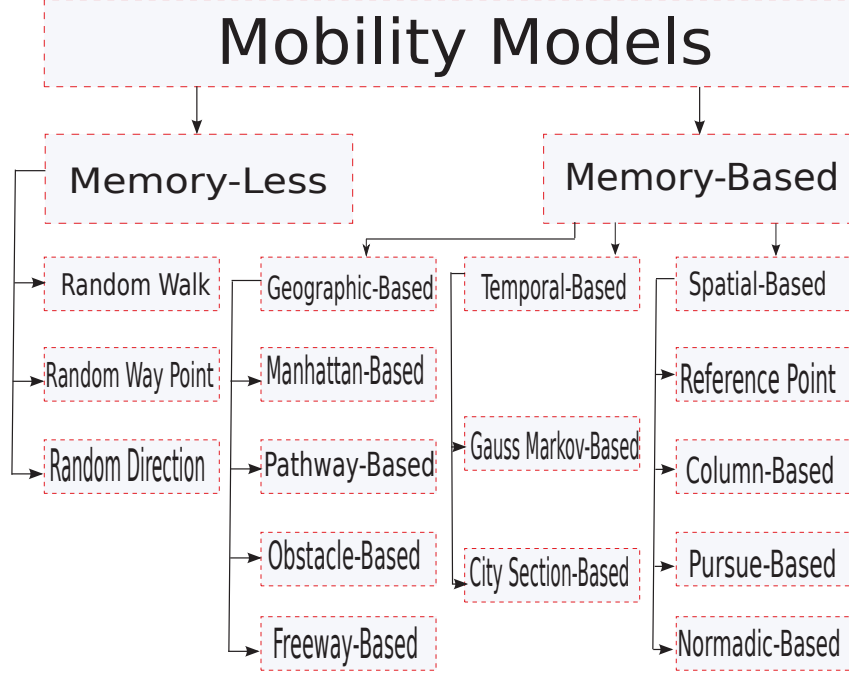 Mobility Models
Memory-Less
Memory-Based
Random Walk
Random Way Point
Random Direction
Geographic-Based
Manhattan-Based
Pathway-Based
Obstacle-Based
Freeway-Based
Temporal-Based
Gauss Markov-Based
City Section-Based
Spatial-Based
Reference Point
Column-Based
Pursue-Based
Normadic-Based